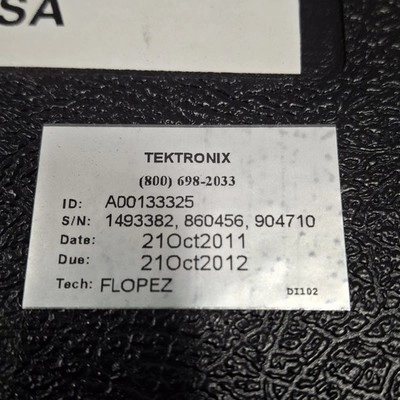 SA
TEKTRONIX
(800) 698-2033
ID: A00133325
S/N: 1493382, 860456, 904710
Date: 21Oct2011
Due: 21Oct2012
Tech: FLOPEZ
DI102